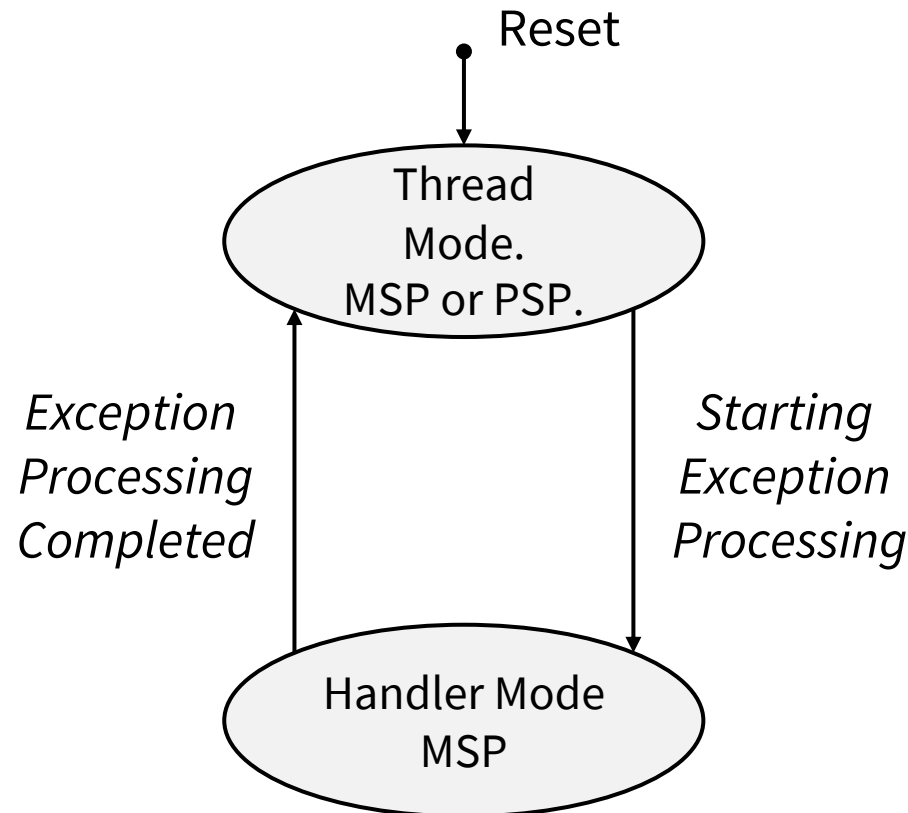 Reset
Thread
Mode.
MSP or PSP.
Exception
Processing
Completed
Starting
Exception
Processing
Handler Mode
MSP